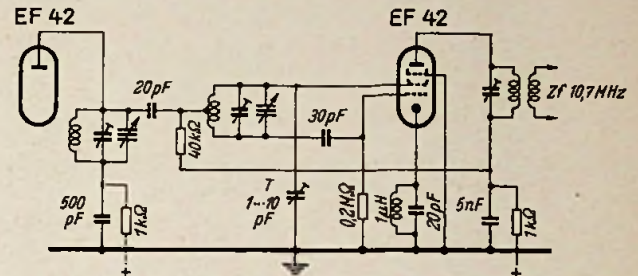 EF 42
EF 42
20pF
30pF
Zf 10,7MHz
40kΩ
T
1...10
pF
500
pF
1kΩ
0,2MΩ
1µH
20pF
5nF
1kΩ
+
+